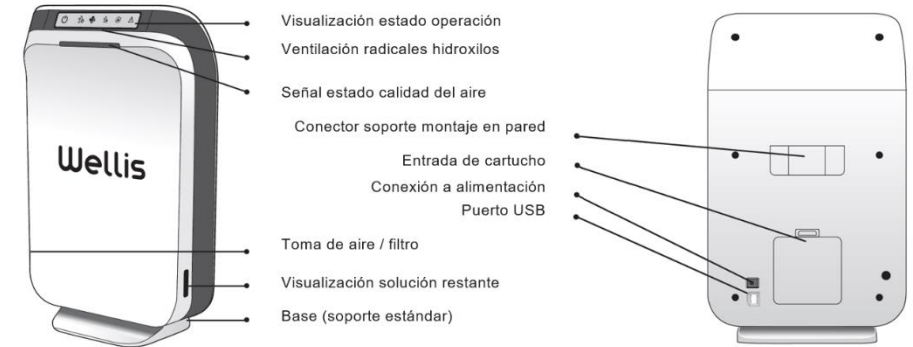 Visualización estado operación
Ventilación radicales hidroxilos
Señal estado calidad del aire
Conector soporte montaje en pared
Entrada de cartucho
Conexión a alimentación
Puerto USB
Wellis
Toma de aire / filtro
Visualización solución restante
Base (soporte estándar)